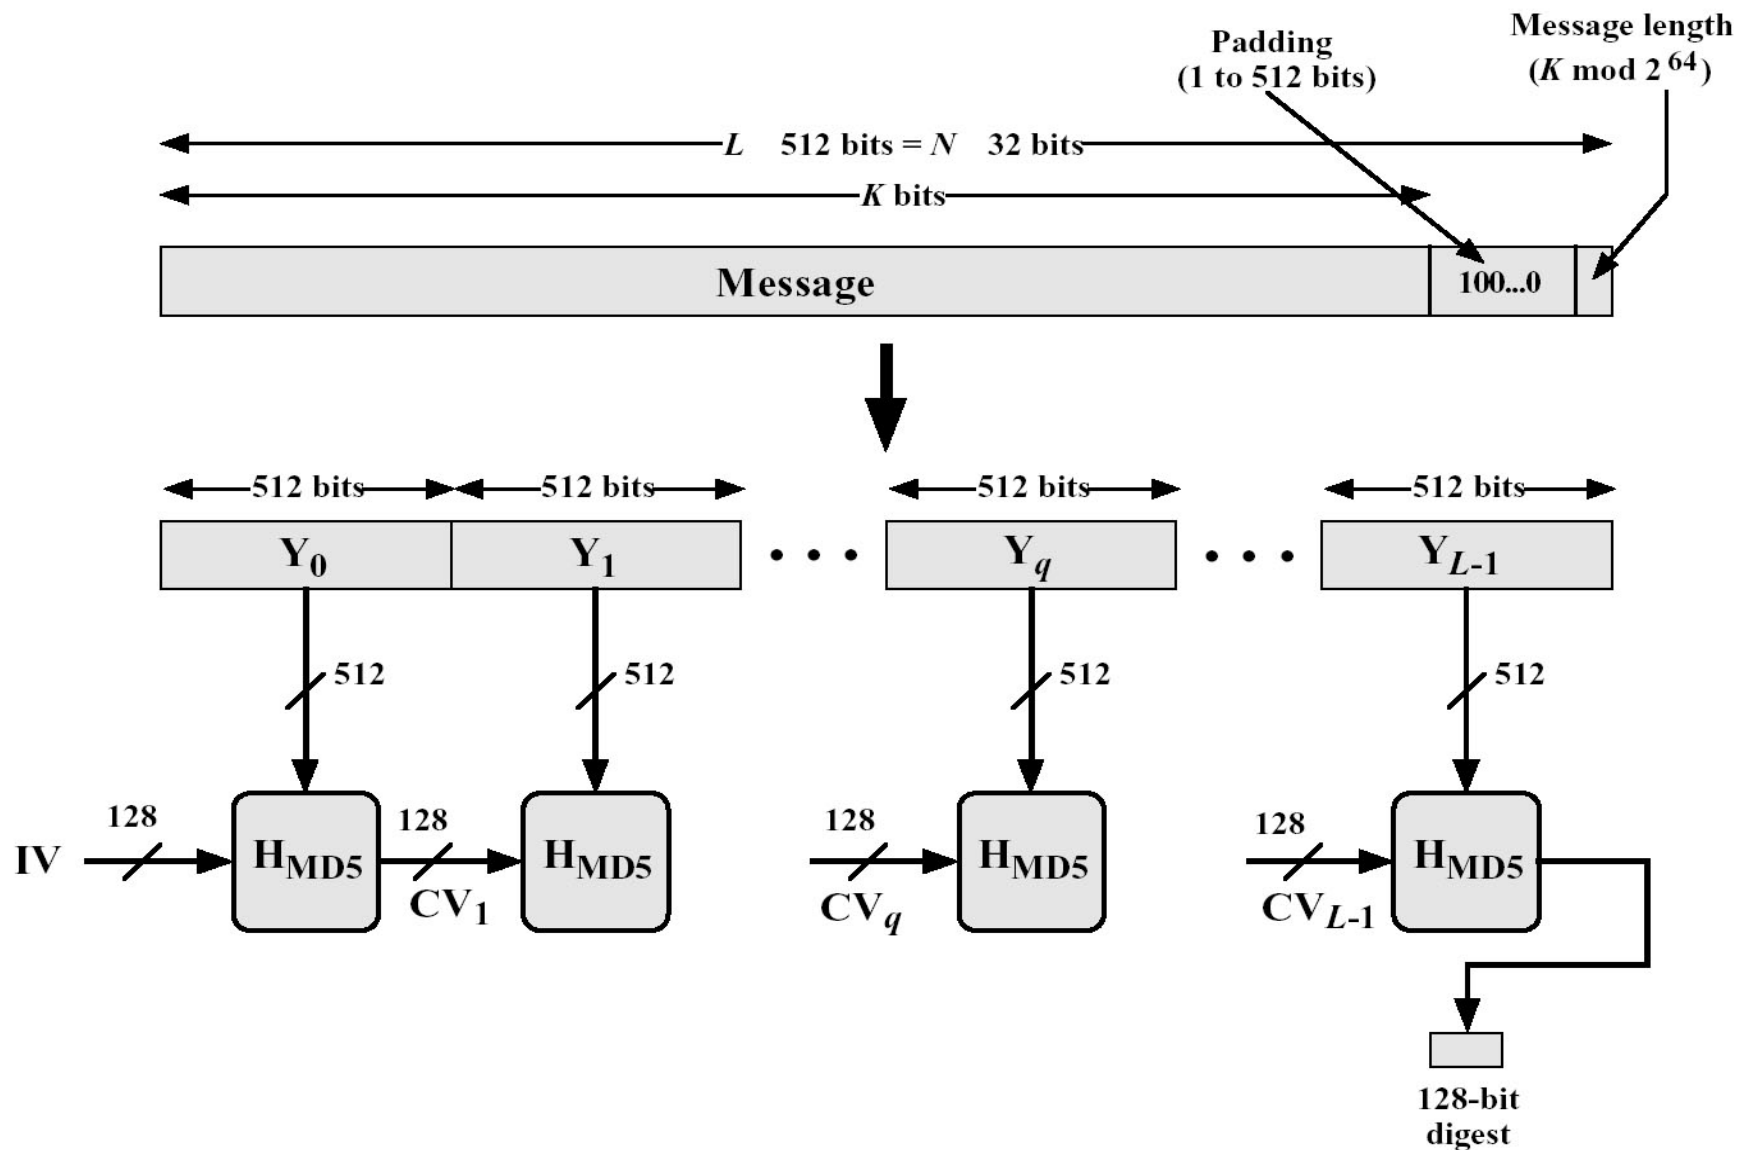 Message length
(K mod 2^64)
Padding
(1 to 512 bits)
L 512 bits = N 32 bits
K bits
Message
100...0
512 bits 512 bits 512 bits 512 bits
Y0 Y1 • • • Yq • • • YL-1
512 512 512 512
128 128 128 128
IV HMD5 HMD5 HMD5 HMD5
CV1 CVq CVL-1
128-bit
digest